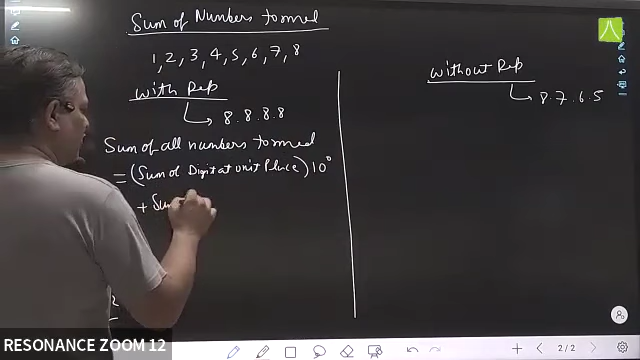 Sum of Numbers formed
1, 2, 3, 4, 5, 6, 7, 8
with Rep
8.8.8.8
Sum of all numbers formed
= (Sum of Digit at unit Place) 10⁰
+ Su
without Rep
8.7.6.5
RESONANCE ZOOM 12
2/2